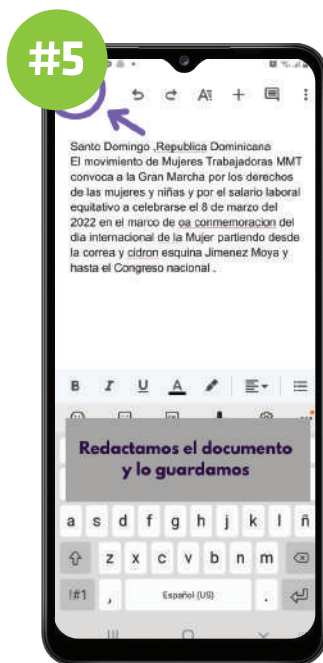 #5
Santo Domingo ,Republica Dominicana
El movimiento de Mujeres Trabajadoras MMT
convoca a la Gran Marcha por los derechos
de las mujeres y niñas y por el salario laboral
equitativo a celebrarse el 8 de marzo del
2022 en el marco de oa conmemoracion del
dia internacional de la Mujer partiendo desde
la correa y cidron esquina Jimenez Moya y
hasta el Congreso nacional .
B I U A
Redactamos el documento
y lo guardamos
a s d f g h j k l ñ
z x c v b n m
!#1 , Español (US) .